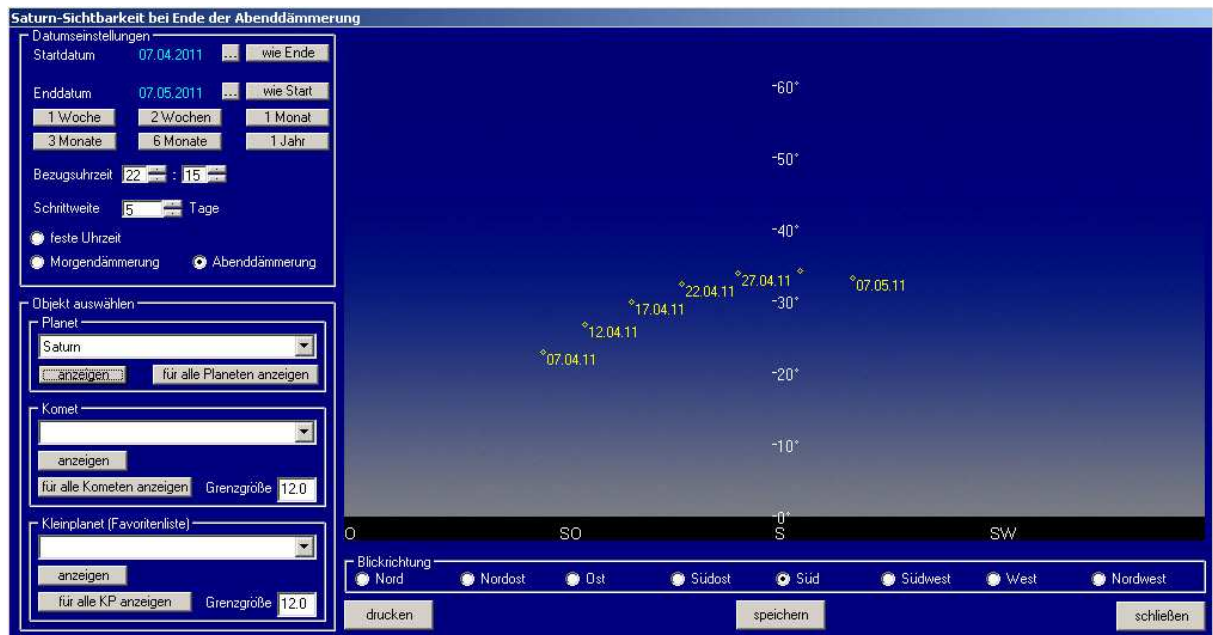 Saturn-Sichtbarkeit bei Ende der Abenddämmerung
Datumseinstellungen
Startdatum 07.04.2011 ... wie Ende
Enddatum 07.05.2011 ... wie Start
1 Woche 2 Wochen 1 Monat
3 Monate 6 Monate 1 Jahr
Bezugsuhrzeit 22 : 15
Schrittweite 5 Tage
feste Uhrzeit
Morgendämmerung Abenddämmerung
Objekt auswählen
Planet
Saturn
anzeigen für alle Planeten anzeigen
Komet
anzeigen
für alle Kometen anzeigen Grenzgröße 12.0
Kleinplanet (Favoritenliste)
anzeigen
für alle KP anzeigen Grenzgröße 12.0
-60°
-50°
-40°
-30°
-20°
-10°
-0°
07.04.11
12.04.11
17.04.11
22.04.11
27.04.11
07.05.11
O SO S SW
Blickrichtung
Nord Nordost Ost Südost Süd Südwest West Nordwest
drucken speichern schließen